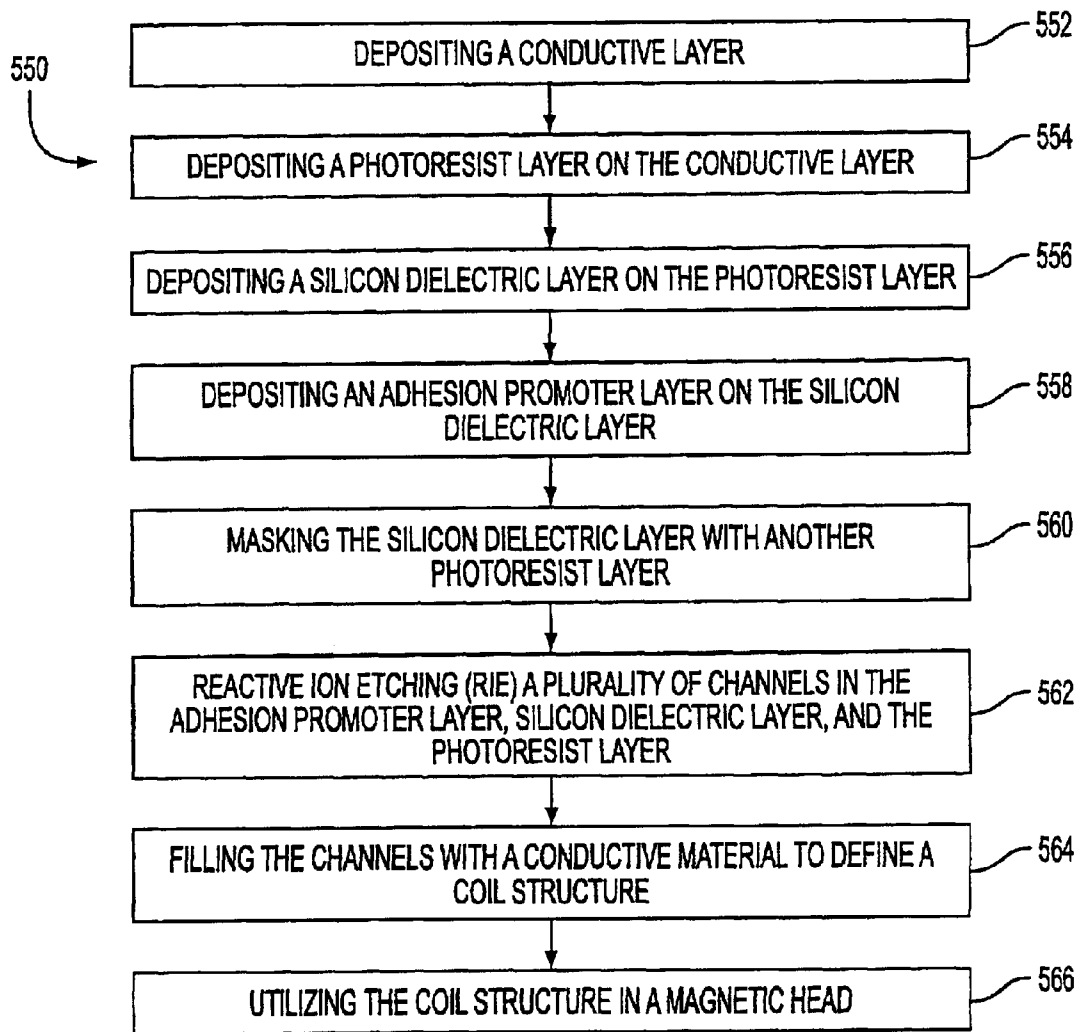 550
DEPOSITING A CONDUCTIVE LAYER
552
DEPOSITING A PHOTORESIST LAYER ON THE CONDUCTIVE LAYER
554
DEPOSITING A SILICON DIELECTRIC LAYER ON THE PHOTORESIST LAYER
556
DEPOSITING AN ADHESION PROMOTER LAYER ON THE SILICON
DIELECTRIC LAYER
558
MASKING THE SILICON DIELECTRIC LAYER WITH ANOTHER
PHOTORESIST LAYER
560
REACTIVE ION ETCHING (RIE) A PLURALITY OF CHANNELS IN THE
ADHESION PROMOTER LAYER, SILICON DIELECTRIC LAYER, AND THE
PHOTORESIST LAYER
562
FILLING THE CHANNELS WITH A CONDUCTIVE MATERIAL TO DEFINE A
COIL STRUCTURE
564
UTILIZING THE COIL STRUCTURE IN A MAGNETIC HEAD
566